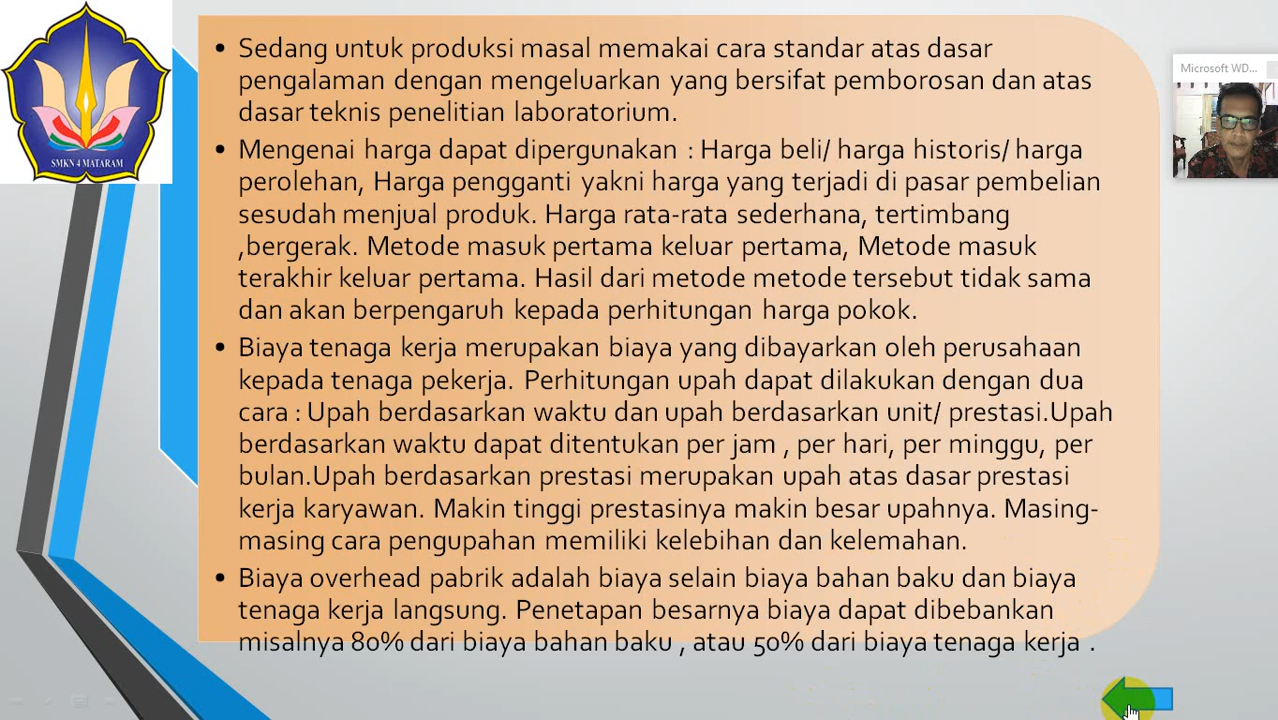 Sedang untuk produksi masal memakai cara standar atas dasar
pengalaman dengan mengeluarkan yang bersifat pemborosan dan atas
dasar teknis penelitian laboratorium.
Mengenai harga dapat dipergunakan : Harga beli/ harga historis/ harga
perolehan, Harga pengganti yakni harga yang terjadi di pasar pembelian
sesudah menjual produk. Harga rata-rata sederhana, tertimbang
,bergerak. Metode masuk pertama keluar pertama, Metode masuk
terakhir keluar pertama. Hasil dari metode metode tersebut tidak sama
dan akan berpengaruh kepada perhitungan harga pokok.
Biaya tenaga kerja merupakan biaya yang dibayarkan oleh perusahaan
kepada tenaga pekerja. Perhitungan upah dapat dilakukan dengan dua
cara : Upah berdasarkan waktu dan upah berdasarkan unit/ prestasi.Upah
berdasarkan waktu dapat ditentukan per jam , per hari, per minggu, per
bulan.Upah berdasarkan prestasi merupakan upah atas dasar prestasi
kerja karyawan. Makin tinggi prestasinya makin besar upahnya. Masing-
masing cara pengupahan memiliki kelebihan dan kelemahan.
Biaya overhead pabrik adalah biaya selain biaya bahan baku dan biaya
tenaga kerja langsung. Penetapan besarnya biaya dapat dibebankan
misalnya 80% dari biaya bahan baku , atau 50% dari biaya tenaga kerja .
SMKN 4 MATARAM
Microsoft WD...